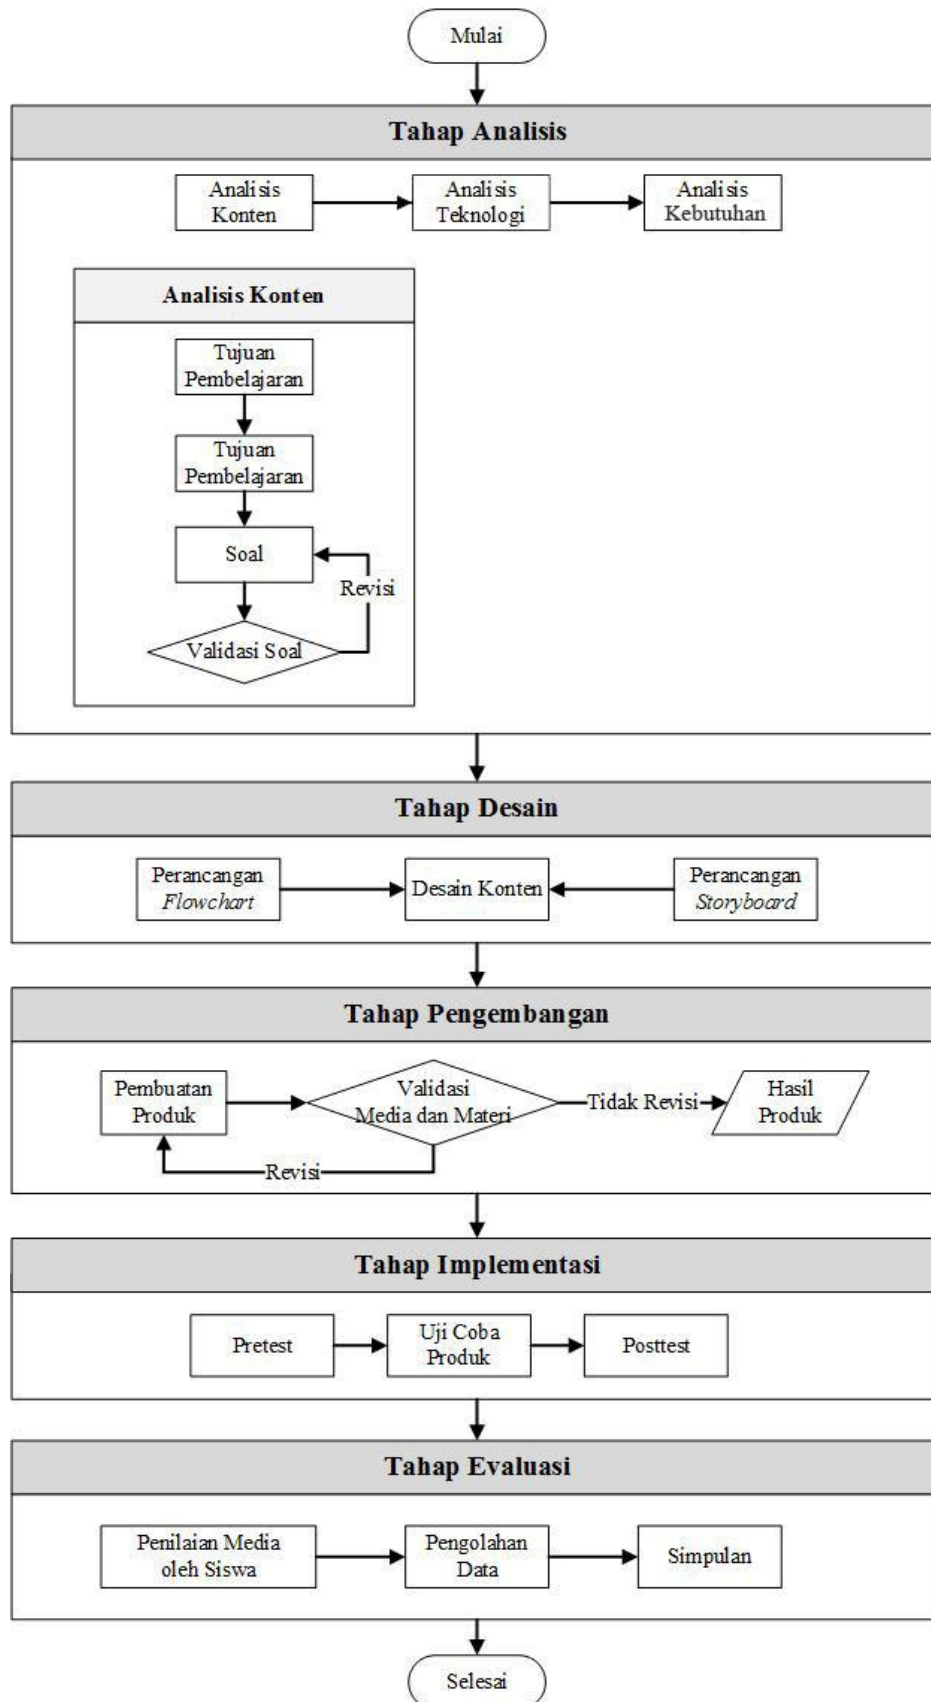 Mulai
Tahap Analisis
Analisis
Konten
Analisis
Teknologi
Analisis
Kebutuhan
Analisis Konten
Tujuan
Pembelajaran
Tujuan
Pembelajaran
Soal
Revisi
Validasi Soal
Tahap Desain
Perancangan
Flowchart
Desain Konten
Perancangan
Storyboard
Tahap Pengembangan
Pembuatan
Produk
Validasi
Media dan Materi
Tidak Revisi
Hasil
Produk
Revisi
Tahap Implementasi
Pretest
Uji Coba
Produk
Posttest
Tahap Evaluasi
Penilaian Media
oleh Siswa
Pengolahan
Data
Simpulan
Selesai